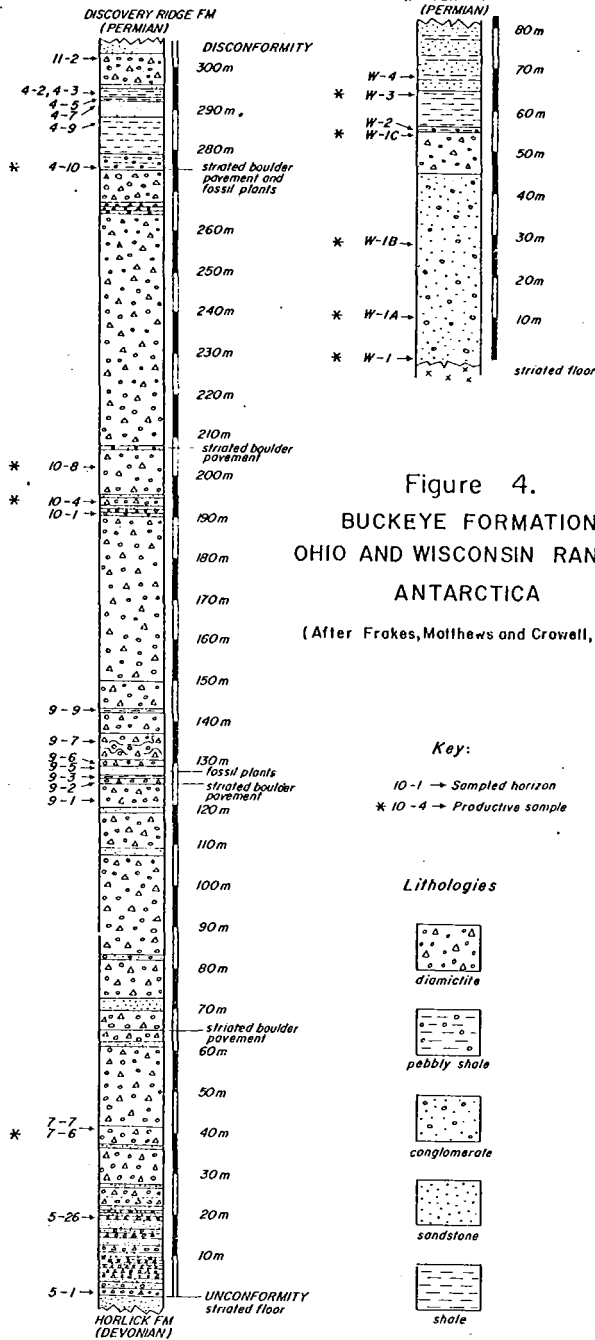 DISCOVERY RIDGE FM
(PERMIAN)
DISCONFORMITY
11-2
300m
4-2, 4-3
4-5
4-7
290m
4-9
280m
* 4-10
striated boulder
pavement and
fossil plants
260m
250m
240m
230m
220m
210m
striated boulder
pavement
* 10-8
200m
* 10-4
10-1
190m
180m
170m
160m
150m
9-9
140m
9-7
9-6
130m
9-5
fossil plants
9-3
9-2
striated boulder
pavement
9-1
120m
110m
100m
90m
80m
70m
striated boulder
pavement
60m
50m
7-7
* 7-6
40m
30m
5-26
20m
10m
5-1
UNCONFORMITY
striated floor
HORLICK FM
(DEVONIAN)
(PERMIAN)
80m
70m
W-4
* W-3
60m
W-2
* W-1C
50m
40m
* W-1B
30m
20m
* W-1A
10m
* W-1
striated floor
Figure 4.
BUCKEYE FORMATION
OHIO AND WISCONSIN RAN
ANTARCTICA
(After Frakes, Matthews and Crowell,
Key:
10-1 → Sampled horizon
* 10-4 → Productive sample
Lithologies
diamictite
pebbly shale
conglomerate
sandstone
shale